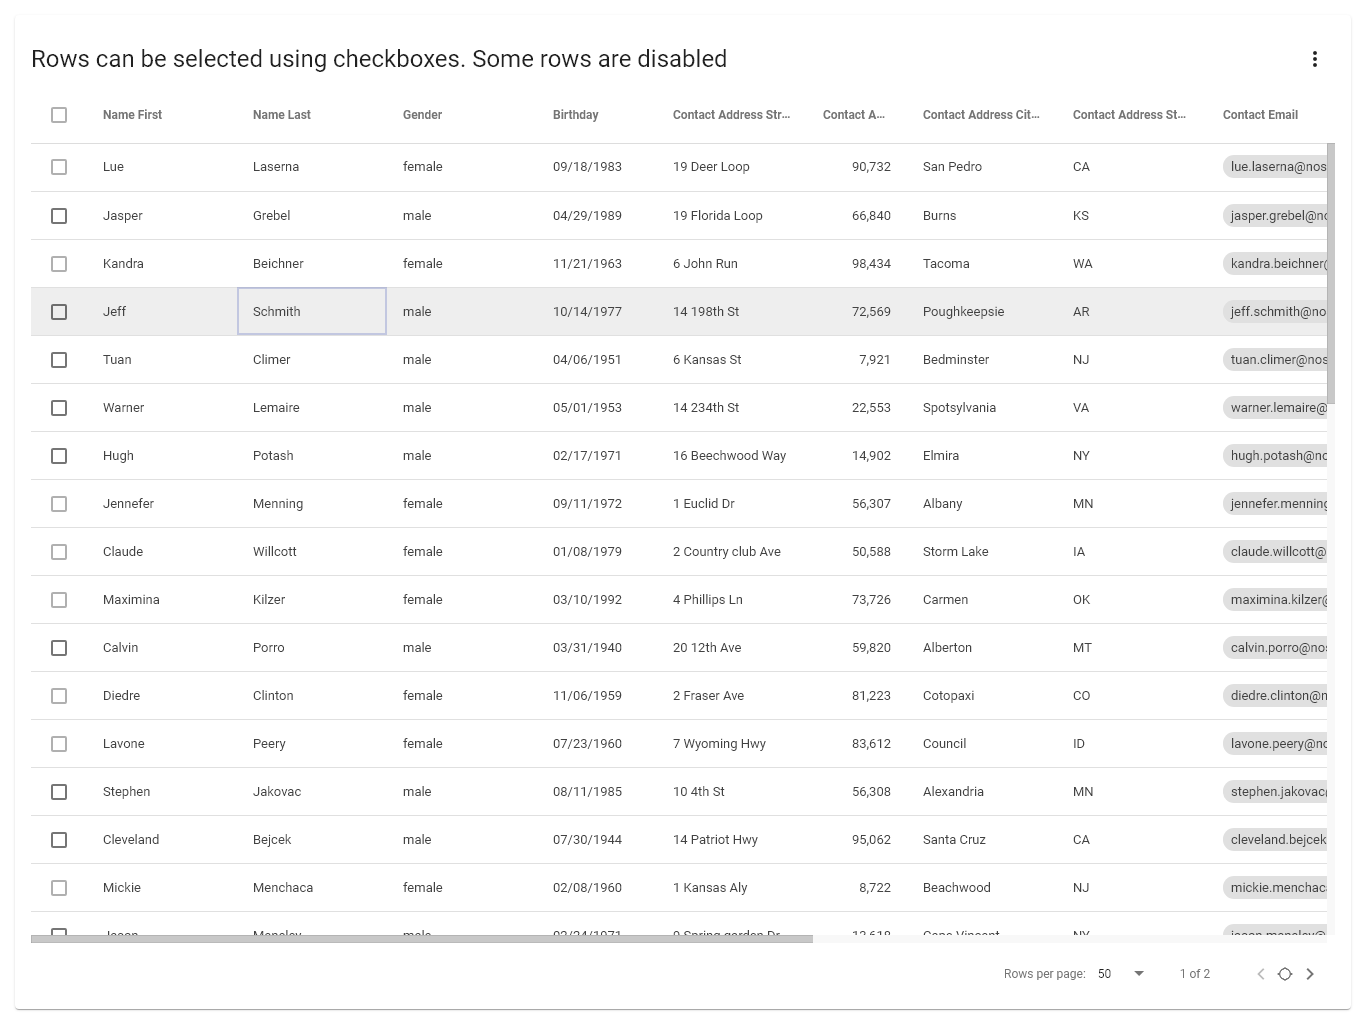 Rows can be selected using checkboxes. Some rows are disabled
Name First Name Last Gender Birthday Contact Address Str... Contact A... Contact Address Cit... Contact Address St... Contact Email
Lue Laserna female 09/18/1983 19 Deer Loop 90,732 San Pedro CA lue.laserna@nos
Jasper Grebel male 04/29/1989 19 Florida Loop 66,840 Burns KS jasper.grebel@no
Kandra Beichner female 11/21/1963 6 John Run 98,434 Tacoma WA kandra.beichner@
Jeff Schmith male 10/14/1977 14 198th St 72,569 Poughkeepsie AR jeff.schmith@no
Tuan Climer male 04/06/1951 6 Kansas St 7,921 Bedminster NJ tuan.climer@nos
Warner Lemaire male 05/01/1953 14 234th St 22,553 Spotsylvania VA warner.lemaire@
Hugh Potash male 02/17/1971 16 Beechwood Way 14,902 Elmira NY hugh.potash@no
Jennefer Menning female 09/11/1972 1 Euclid Dr 56,307 Albany MN jennefer.menning
Claude Willcott female 01/08/1979 2 Country club Ave 50,588 Storm Lake IA claude.willcott@
Maximina Kilzer female 03/10/1992 4 Phillips Ln 73,726 Carmen OK maximina.kilzer@
Calvin Porro male 03/31/1940 20 12th Ave 59,820 Alberton MT calvin.porro@nos
Diedre Clinton female 11/06/1959 2 Fraser Ave 81,223 Cotopaxi CO diedre.clinton@n
Lavone Peery female 07/23/1960 7 Wyoming Hwy 83,612 Council ID lavone.peery@no
Stephen Jakovac male 08/11/1985 10 4th St 56,308 Alexandria MN stephen.jakovac@
Cleveland Bejcek male 07/30/1944 14 Patriot Hwy 95,062 Santa Cruz CA cleveland.bejcek
Mickie Menchaca female 02/08/1960 1 Kansas Aly 8,722 Beachwood NJ mickie.menchac
Rows per page: 50 1 of 2